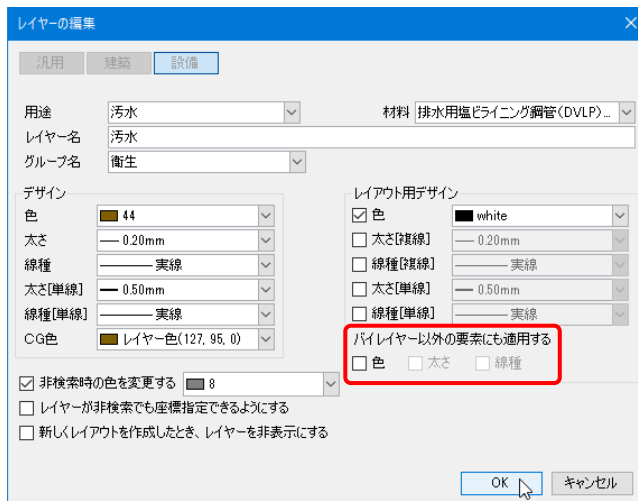 レイヤーの編集
汎用 建築 設備
用途 汚水 材料 排水用塩ビライニング鋼管(DVLP)...
レイヤー名 汚水
グループ名 衛生
デザイン
色 44
太さ 0.20mm
線種 実線
太さ[単線] 0.50mm
線種[単線] 実線
CG色 レイヤー色(127, 95, 0)
レイアウト用デザイン
色 white
太さ[複線] 0.20mm
線種[複線] 実線
太さ[単線] 0.50mm
線種[単線] 実線
バイレイヤー以外の要素にも適用する
色 太さ 線種
非検索時の色を変更する 8
レイヤーが非検索でも座標指定できるようにする
新しくレイアウトを作成したとき、レイヤーを非表示にする
OK キャンセル